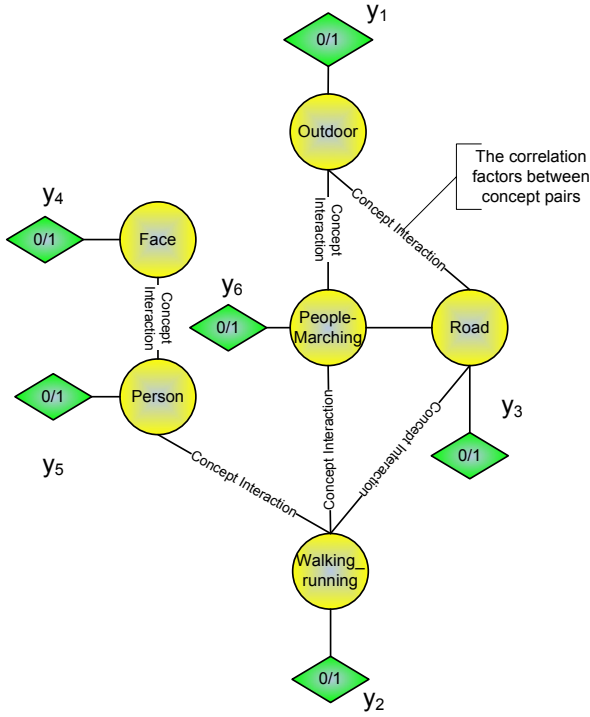 y1
0/1
Outdoor
The correlation
factors between
concept pairs
Concept Interaction
Concept
Interaction
y4
0/1
Face
Concept
Interaction
y6
0/1
People-
Marching
Road
0/1
Person
y5
y3
0/1
Concept Interaction
Concept Interaction
Concept Interaction
Walking_
running
0/1
y2